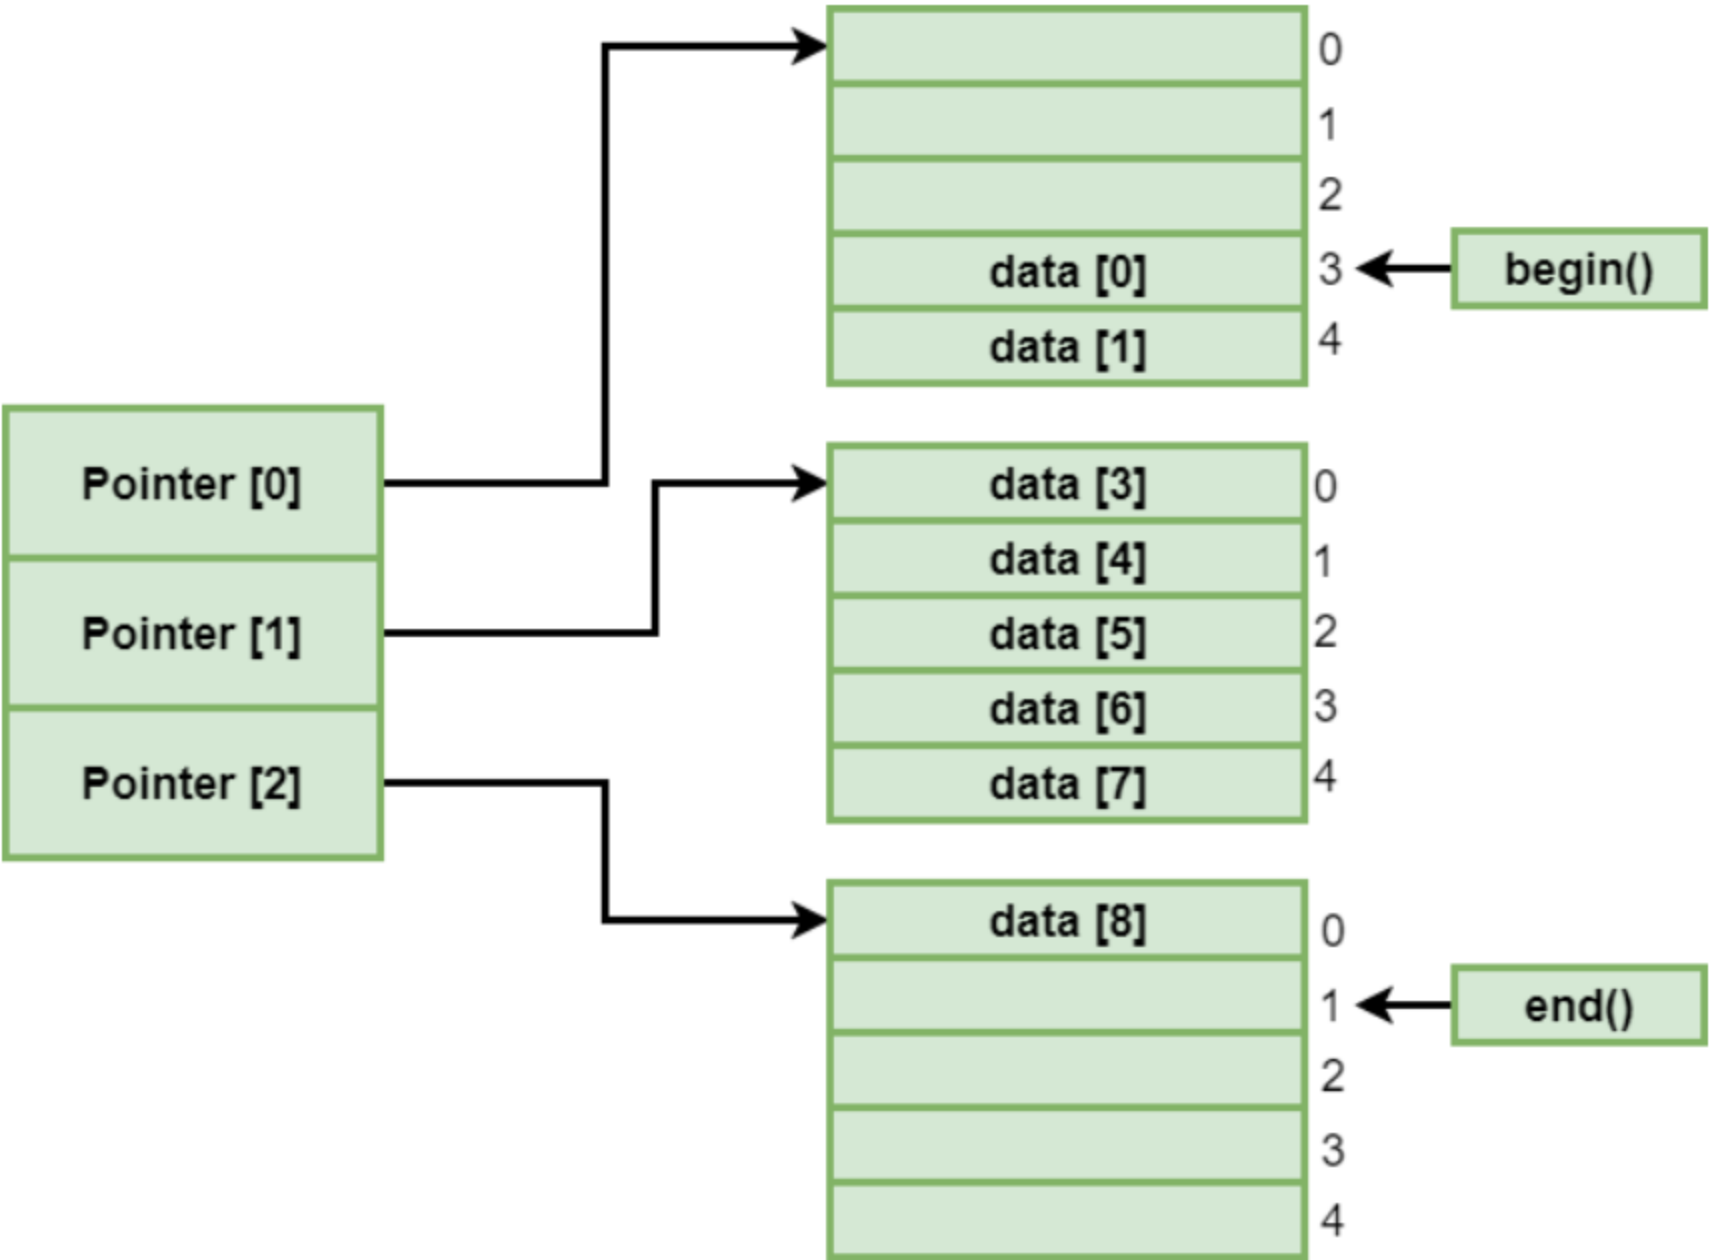 0
1
2
data [0] 3 begin()
data [1] 4
Pointer [0]
Pointer [1]
Pointer [2]
data [3] 0
data [4] 1
data [5] 2
data [6] 3
data [7] 4
data [8] 0
1 end()
2
3
4